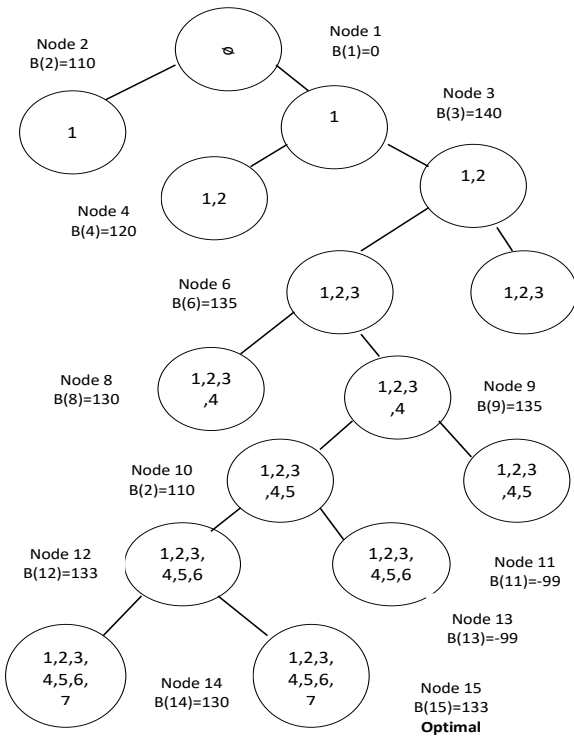 Node 2
B(2)=110
ø
Node 1
B(1)=0
1
1
Node 3
B(3)=140
Node 4
B(4)=120
1,2
1,2
Node 6
B(6)=135
1,2,3
1,2,3
Node 8
B(8)=130
1,2,3
,4
1,2,3
,4
Node 9
B(9)=135
Node 10
B(2)=110
1,2,3
,4,5
1,2,3
,4,5
Node 12
B(12)=133
1,2,3,
4,5,6
1,2,3,
4,5,6
Node 11
B(11)=-99
Node 13
B(13)=-99
1,2,3,
4,5,6,
7
Node 14
B(14)=130
1,2,3,
4,5,6,
7
Node 15
B(15)=133
Optimal